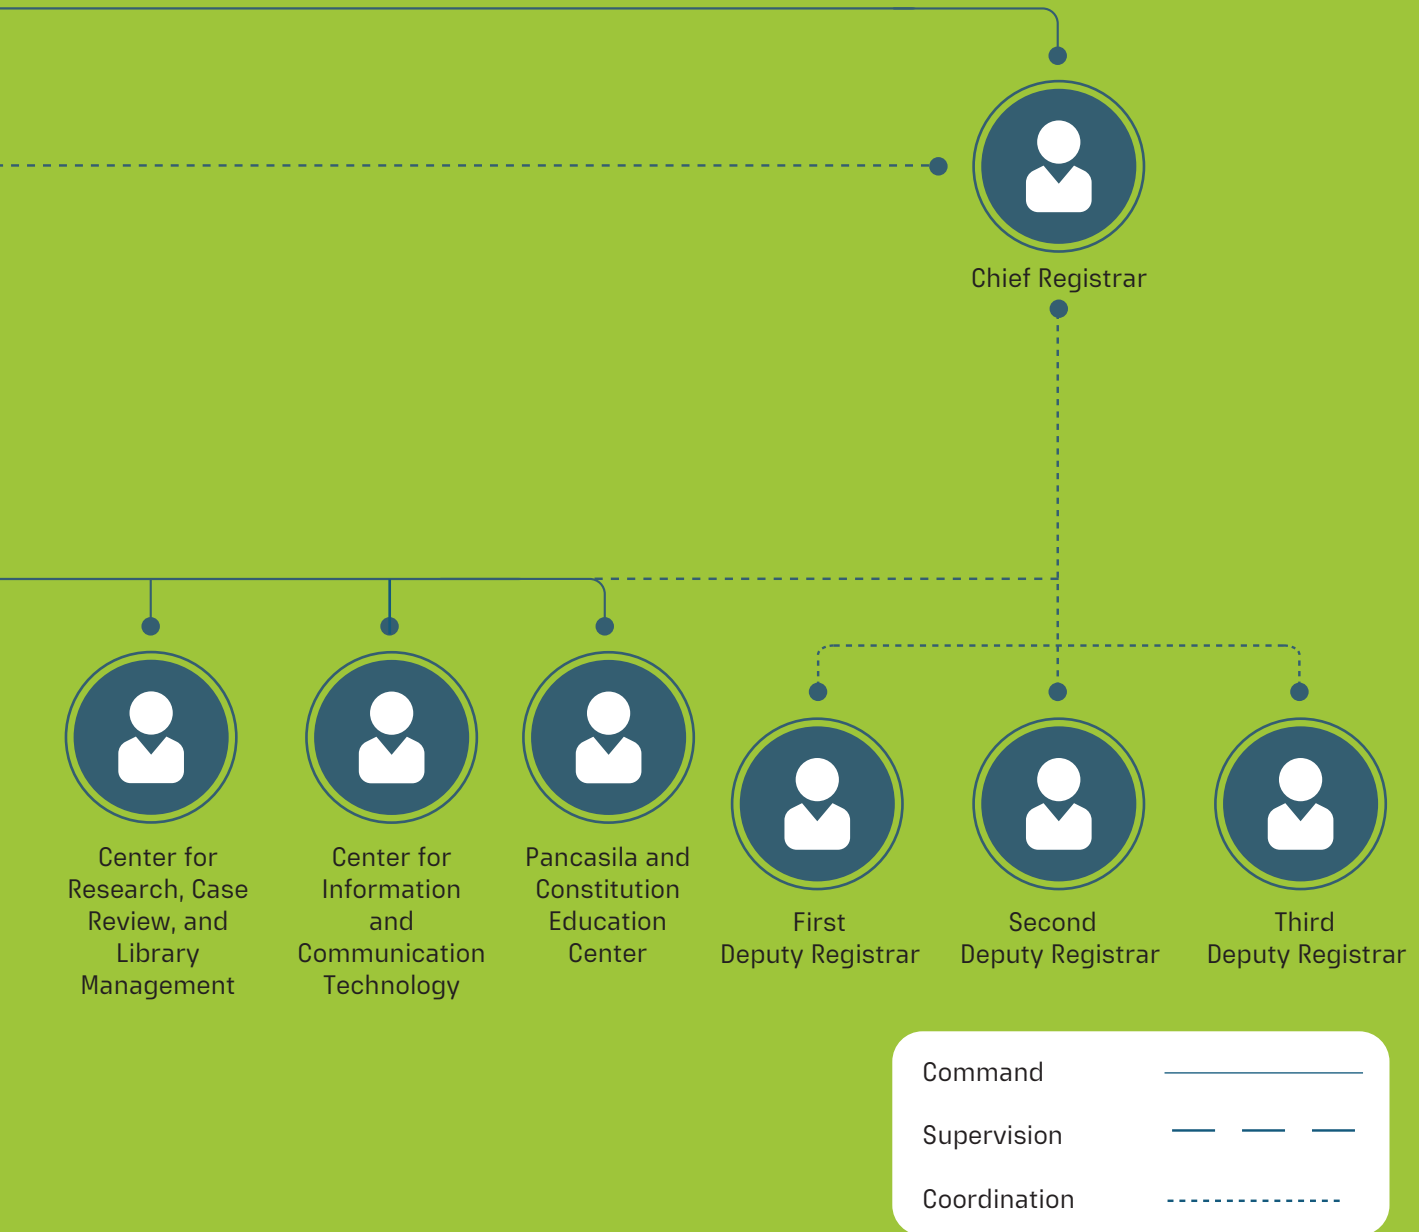 Chief Registrar
Center for
Research, Case
Review, and
Library
Management
Center for
Information
and
Communication
Technology
Pancasila and
Constitution
Education
Center
First
Deputy Registrar
Second
Deputy Registrar
Third
Deputy Registrar
Command
Supervision
Coordination